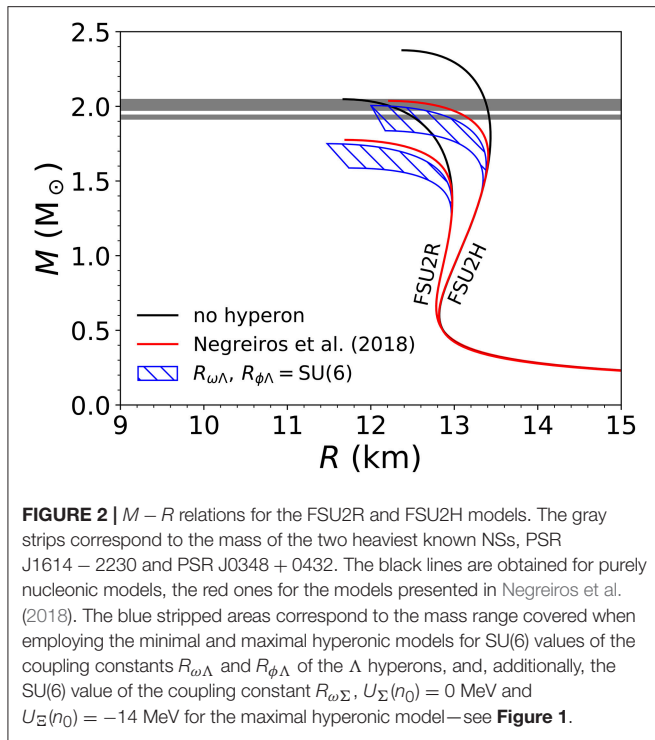 2.5
2.0
1.5
1.0
0.5
0.0
M (M⊙)
FSU2R
FSU2H
no hyperon
Negreiros et al. (2018)
RωΛ, RϕΛ = SU(6)
9 10 11 12 13 14 15
R (km)
FIGURE 2 | M − R relations for the FSU2R and FSU2H models. The gray
strips correspond to the mass of the two heaviest known NSs, PSR
J1614 − 2230 and PSR J0348 + 0432. The black lines are obtained for purely
nucleonic models, the red ones for the models presented in Negreiros et al.
(2018). The blue stripped areas correspond to the mass range covered when
employing the minimal and maximal hyperonic models for SU(6) values of the
coupling constants RωΛ and RϕΛ of the Λ hyperons, and, additionally, the
SU(6) value of the coupling constant RωΣ, UΣ(n0) = 0 MeV and
UΞ(n0) = −14 MeV for the maximal hyperonic model—see Figure 1.